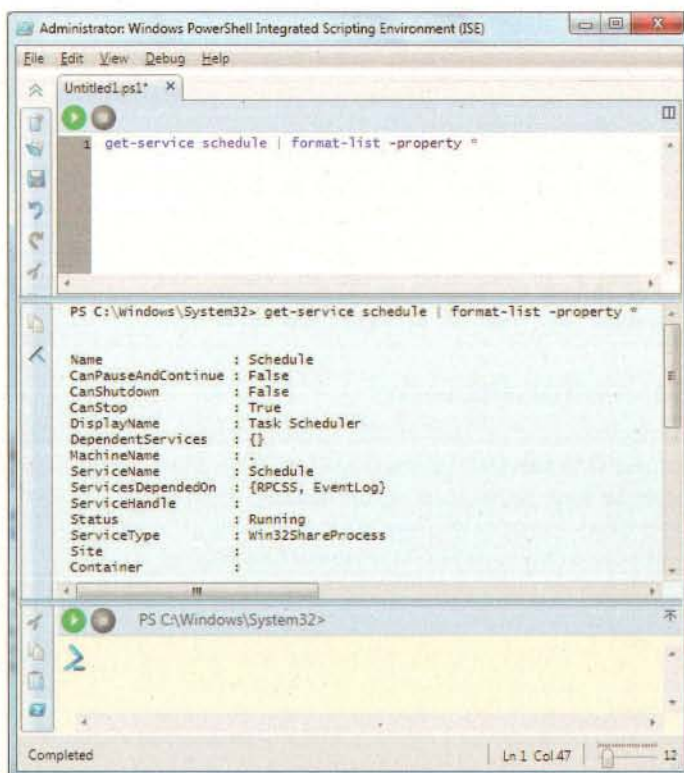 Administrator: Windows PowerShell Integrated Scripting Environment (ISE)
File Edit View Debug Help
Untitled1.ps1* X
1 get-service schedule | format-list -property *
PS C:\Windows\System32> get-service schedule | format-list -property *
Name : Schedule
CanPauseAndContinue : False
CanShutdown : False
CanStop : True
DisplayName : Task Scheduler
DependentServices : {}
MachineName : .
ServiceName : Schedule
ServicesDependedOn : {RPCSS, EventLog}
ServiceHandle :
Status : Running
ServiceType : Win32ShareProcess
Site :
Container :
PS C:\Windows\System32>
Completed
Ln 1 Col 47
12